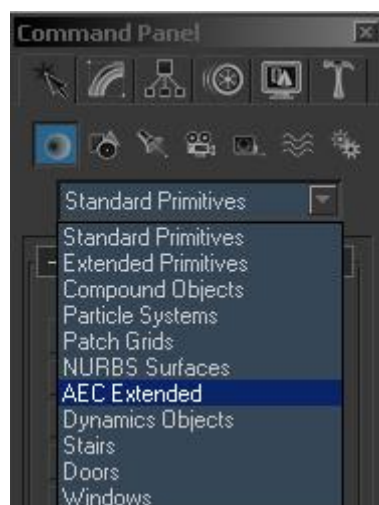 Command Panel
Standard Primitives
Standard Primitives
Extended Primitives
Compound Objects
Particle Systems
Patch Grids
NURBS Surfaces
AEC Extended
Dynamics Objects
Stairs
Doors
Windows